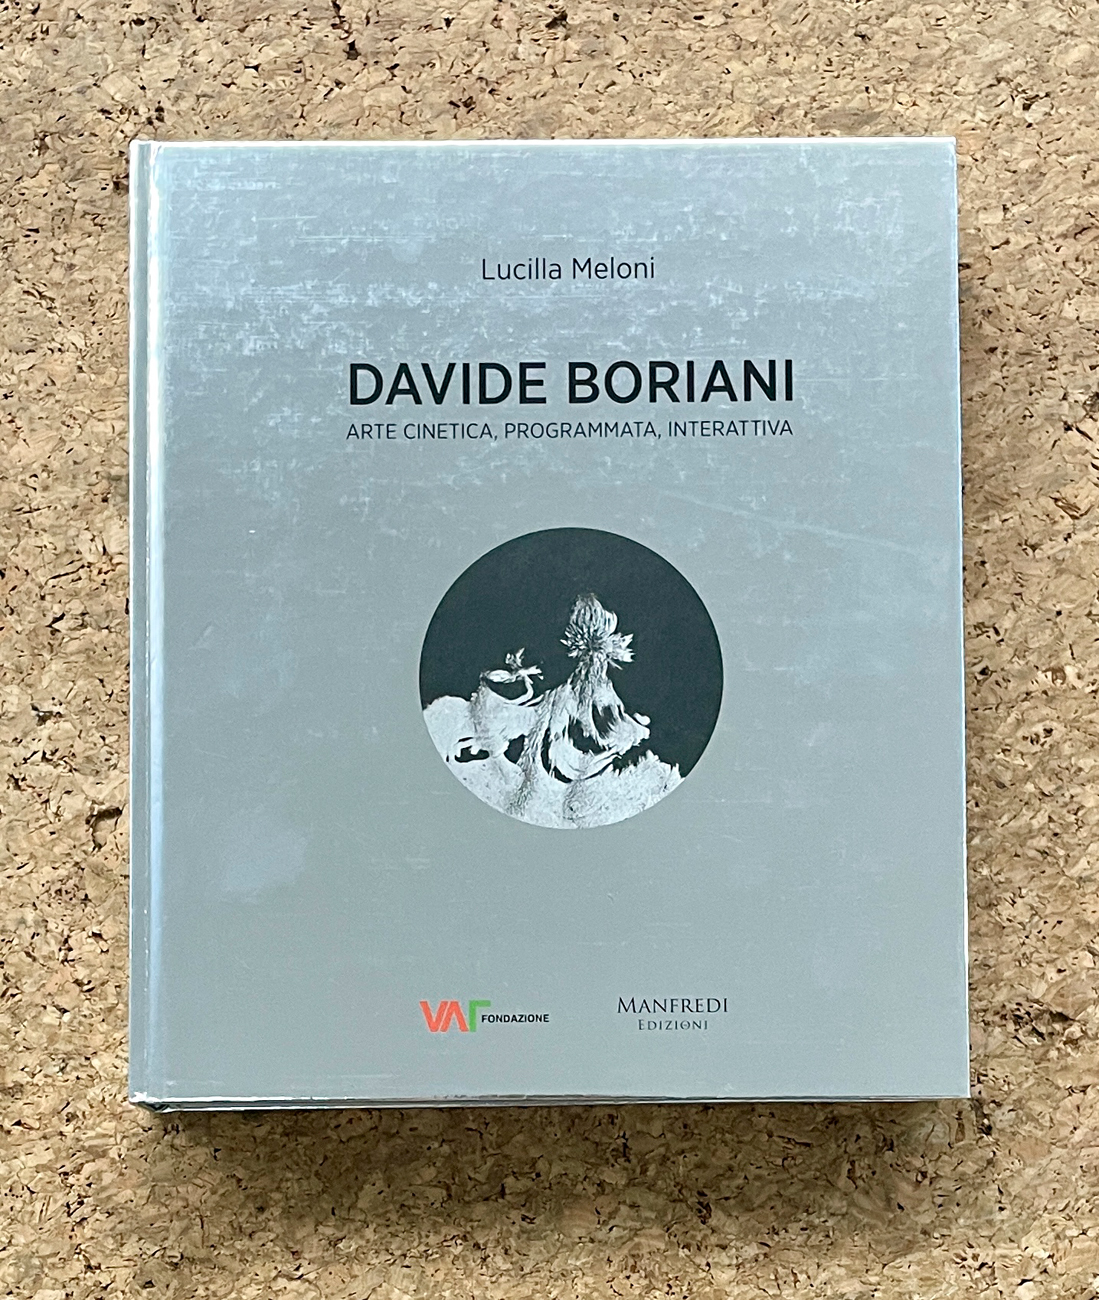 Lucilla Meloni
DAVIDE BORIANI
ARTE CINETICA, PROGRAMMATA, INTERATTIVA
VAF FONDAZIONE
MANFREDI
EDIZIONI